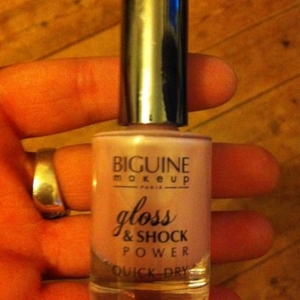 BIGUINE
makeup
PARIS
gloss
& SHOCK
POWER
QUICK-DRY